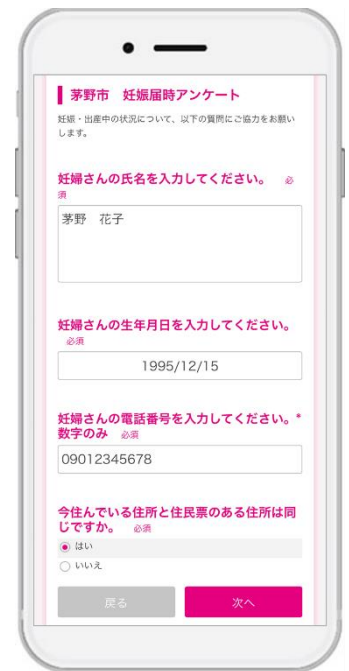 茅野市　妊娠届時アンケート
妊娠・出産中の状況について、以下の質問にご協力をお願い
します。
妊婦さんの氏名を入力してください。　必
須
茅野　花子
妊婦さんの生年月日を入力してください。
必須
1995/12/15
妊婦さんの電話番号を入力してください。*
数字のみ　必須
09012345678
今住んでいる住所と住民票のある住所は同
じですか。　必須
はい
いいえ
戻る　次へ